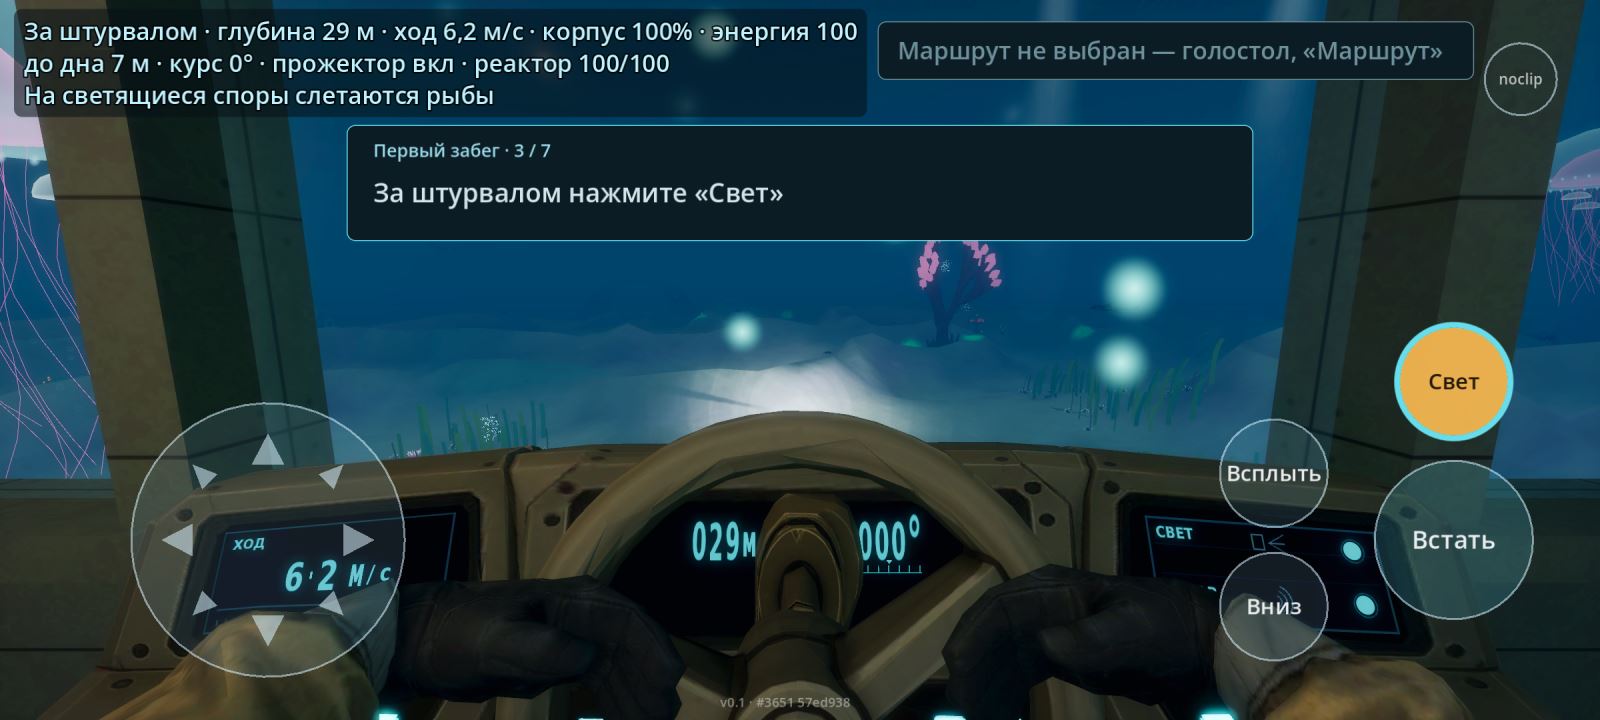 За штурвалом · глубина 29 м · ход 6,2 м/с · корпус 100% · энергия 100
до дна 7 м · курс 0° · прожектор вкл · реактор 100/100
На светящиеся споры слетаются рыбы
Маршрут не выбран — голостол, «Маршрут»
noclip
Первый забег · 3 / 7
За штурвалом нажмите «Свет»
Свет
Всплыть
Встать
Вниз
ХОД
6,2 М/с
029м
000°
СВЕТ
v0.1 · #3651 57ed938